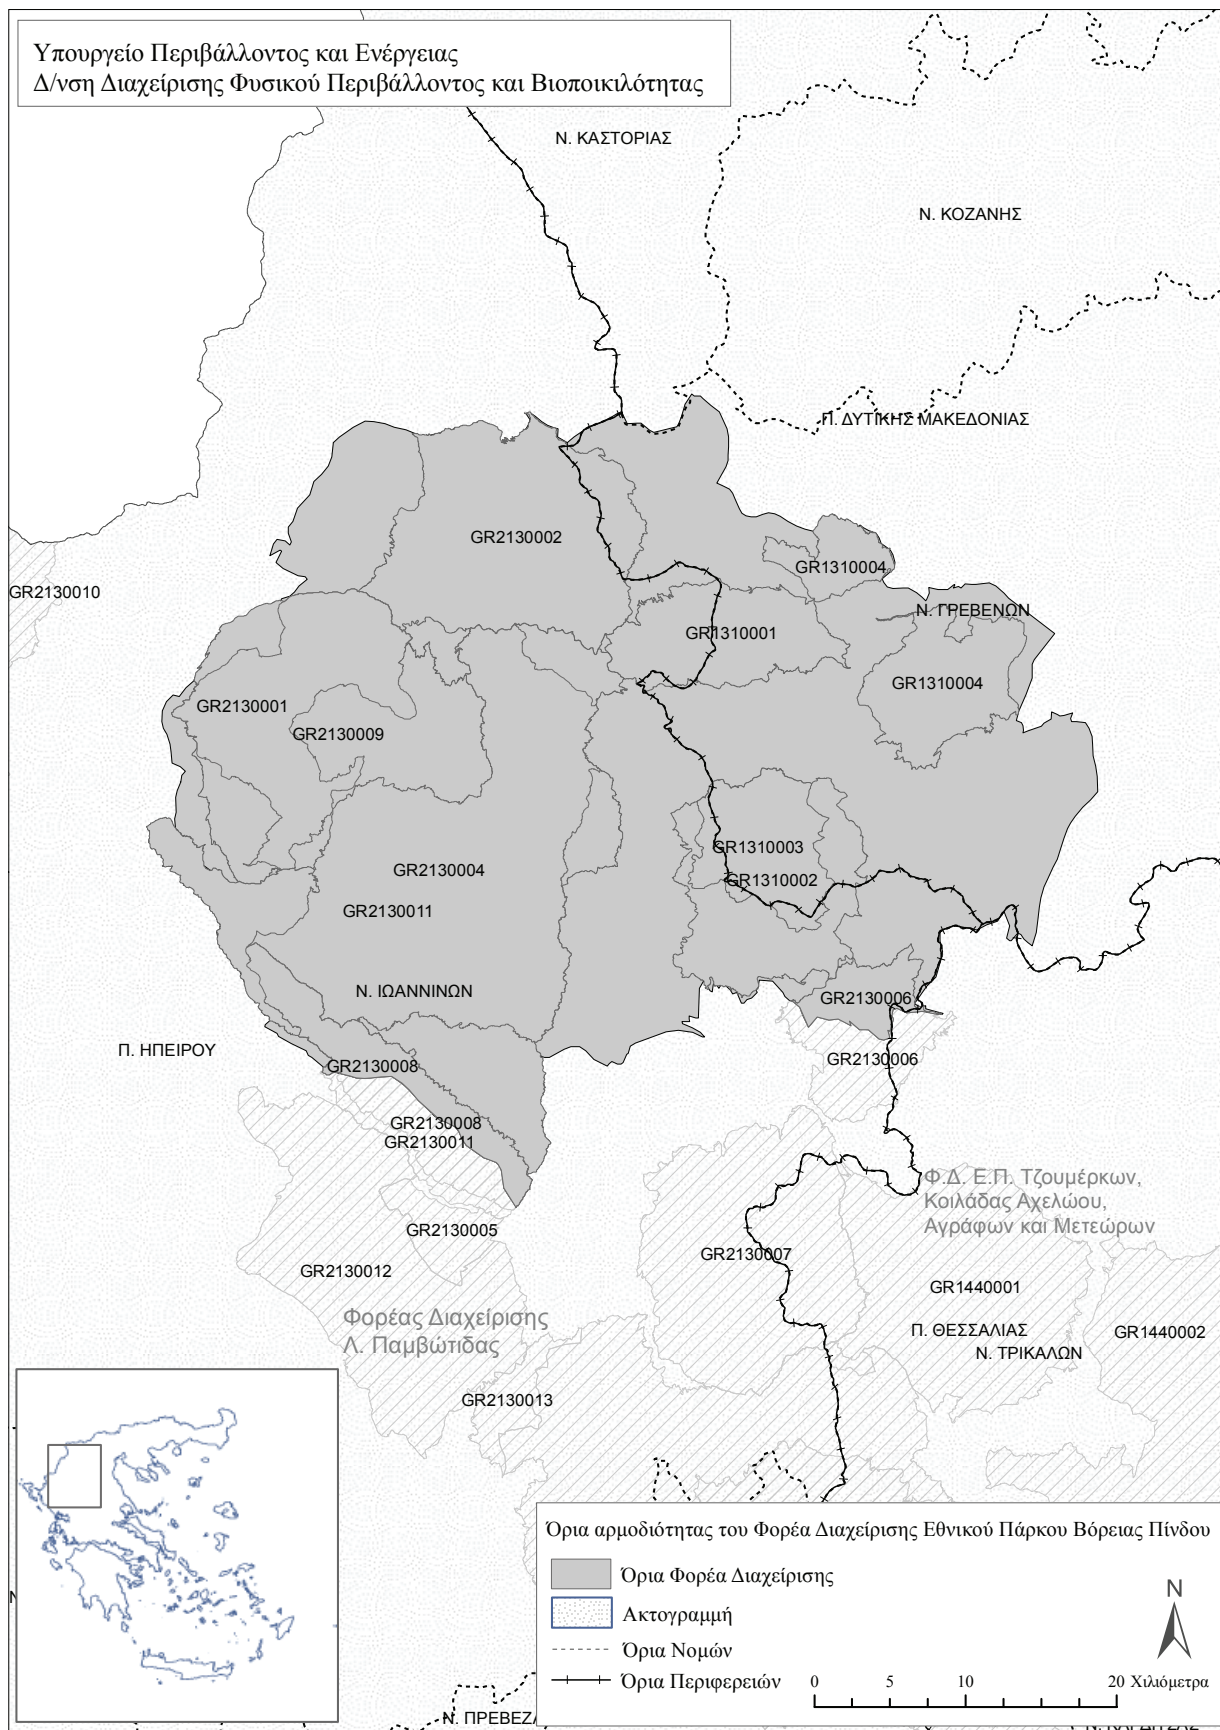 Υπουργείο Περιβάλλοντος και Ενέργειας
Δ/νση Διαχείρισης Φυσικού Περιβάλλοντος και Βιοποικιλότητας
Ν. ΚΑΣΤΟΡΙΑΣ
Ν. ΚΟΖΑΝΗΣ
Π. ΔΥΤΙΚΗΣ ΜΑΚΕΔΟΝΙΑΣ
GR2130002
GR1310004
GR2130010
Ν. ΓΡΕΒΕΝΩΝ
GR1310001
GR1310004
GR2130001
GR2130009
GR1310003
GR2130004
GR1310002
GR2130011
Ν. ΙΩΑΝΝΙΝΩΝ
GR2130006
Π. ΗΠΕΙΡΟΥ
GR2130006
GR2130008
GR2130008
GR2130011
Φ.Δ. Ε.Π. Τζουμέρκων,
Κοιλάδας Αχελώου,
Αγράφων και Μετεώρων
GR2130005
GR2130007
GR2130012
GR1440001
Φορέας Διαχείρισης
Λ. Παμβώτιδας
Π. ΘΕΣΣΑΛΙΑΣ
GR1440002
Ν. ΤΡΙΚΑΛΩΝ
GR2130013
Όρια αρμοδιότητας του Φορέα Διαχείρισης Εθνικού Πάρκου Βόρειας Πίνδου
Όρια Φορέα Διαχείρισης
Ακτογραμμή
Όρια Νομών
Όρια Περιφερειών
N
0 5 10 20 Χιλιόμετρα
Ν. ΠΡΕΒΕΖ